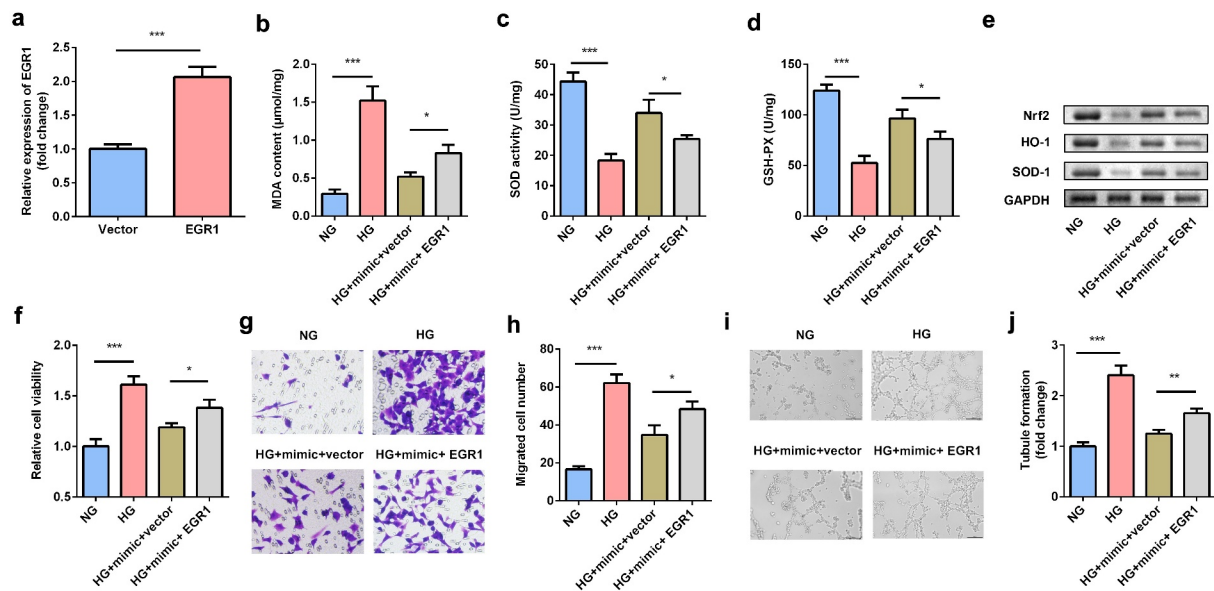 a
Relative expression of EGR1
(fold change)
2.5
2.0
1.5
1.0
0.5
0.0
***
Vector
EGR1
b
MDA content (μmol/mg)
2.0
1.5
1.0
0.5
0.0
***
*
NG
HG
HG+mimic+vector
HG+mimic+ EGR1
c
SOD activity (U/mg)
50
40
30
20
10
0
***
*
NG
HG
HG+mimic+vector
HG+mimic+ EGR1
d
GSH-PX (U/mg)
150
100
50
0
***
*
NG
HG
HG+mimic+vector
HG+mimic+ EGR1
e
Nrf2
HO-1
SOD-1
GAPDH
NG
HG
HG+mimic+vector
HG+mimic+ EGR1
f
Relative cell viability
2.0
1.5
1.0
0.5
***
*
NG
HG
HG+mimic+vector
HG+mimic+ EGR1
g
NG
HG
HG+mimic+vector
HG+mimic+ EGR1
h
Migrated cell number
80
60
40
20
0
***
*
NG
HG
HG+mimic+vector
HG+mimic+ EGR1
i
NG
HG
HG+mimic+vector
HG+mimic+ EGR1
j
Tubule formation
(fold change)
3
2
1
0
***
**
NG
HG
HG+mimic+vector
HG+mimic+ EGR1